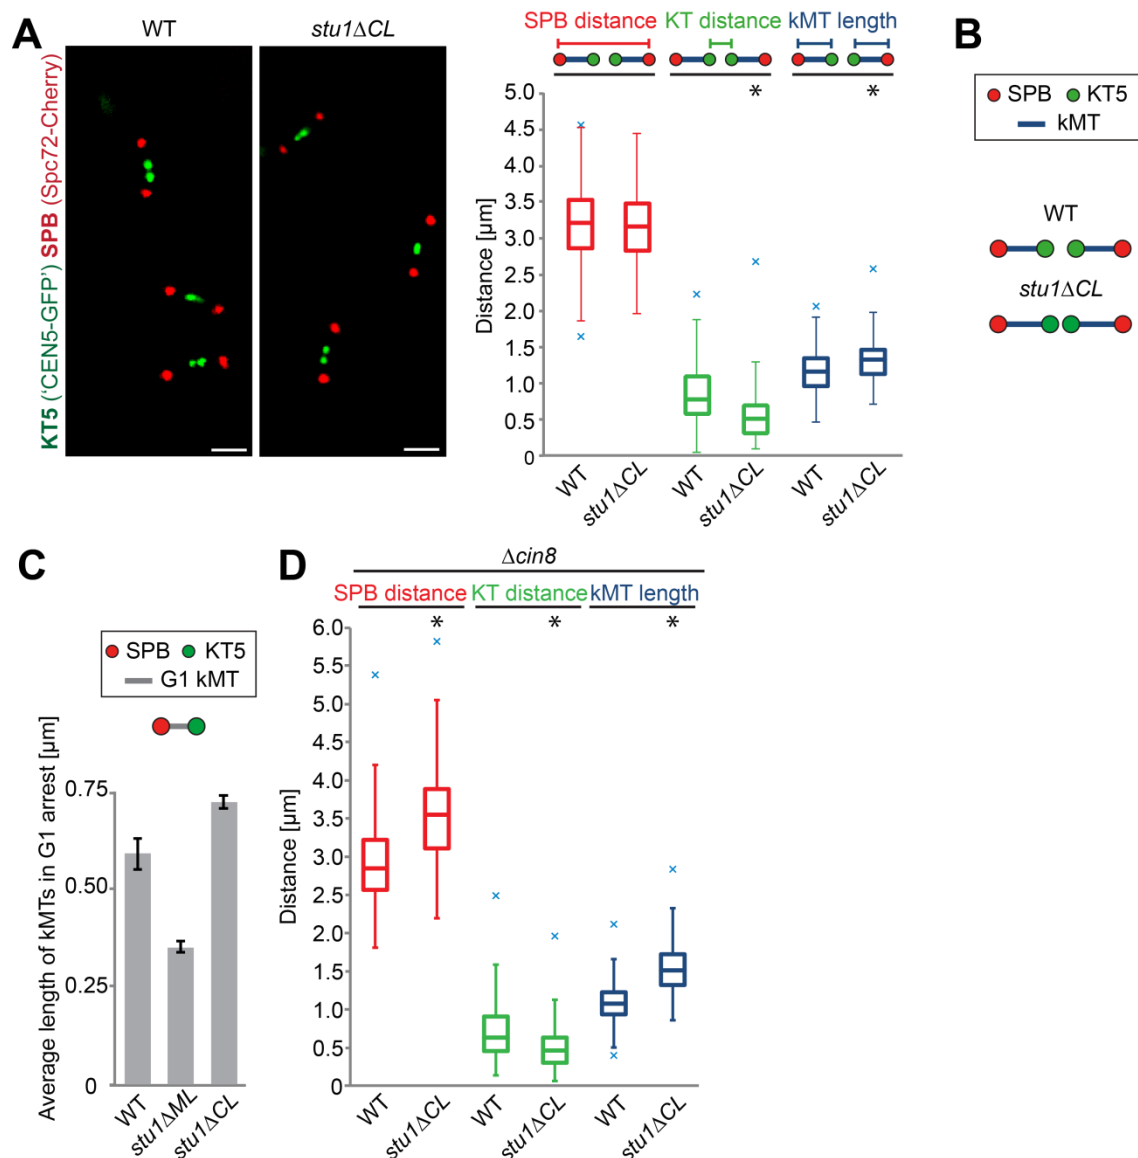 A
WT
stu1ΔCL
KT5 ('CEN5-GFP') SPB (Spc72-Cherry)
SPB distance KT distance kMT length
* *
Distance [µm]
5.0
4.5
4.0
3.5
3.0
2.5
2.0
1.5
1.0
0.5
0
WT
stu1ΔCL
WT
stu1ΔCL
WT
stu1ΔCL
B
SPB KT5
kMT
WT
stu1ΔCL
C
SPB KT5
G1 kMT
Average length of kMTs in G1 arrest [µm]
0.75
0.50
0.25
0
WT
stu1ΔML
stu1ΔCL
D
Δcin8
SPB distance KT distance kMT length
* * *
Distance [µm]
6.0
5.5
5.0
4.5
4.0
3.5
3.0
2.5
2.0
1.5
1.0
0.5
0
WT
stu1ΔCL
WT
stu1ΔCL
WT
stu1ΔCL